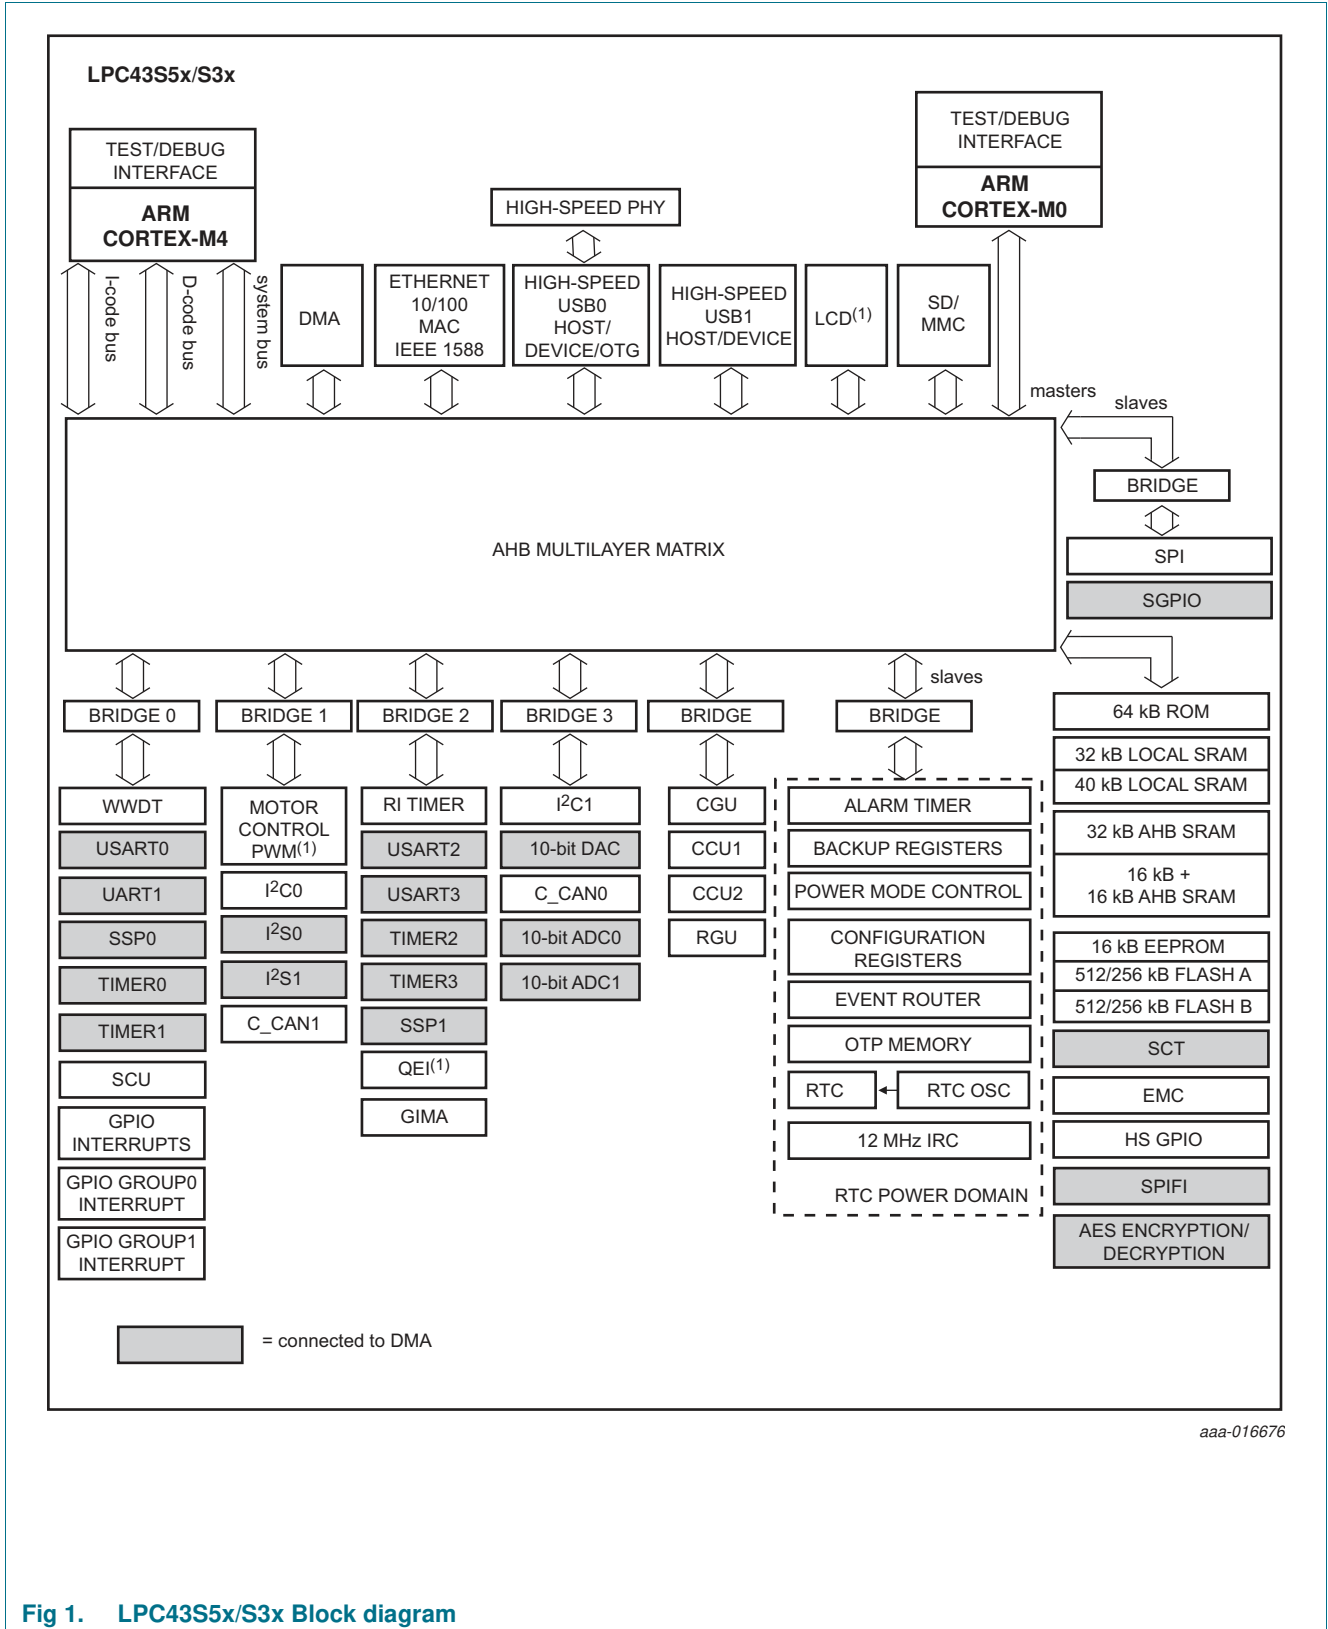 LPC43S5x/S3x
TEST/DEBUG
INTERFACE
ARM
CORTEX-M4
TEST/DEBUG
INTERFACE
ARM
CORTEX-M0
HIGH-SPEED PHY
I-code bus
D-code bus
system bus
DMA
ETHERNET
10/100
MAC
IEEE 1588
HIGH-SPEED
USB0
HOST/
DEVICE/OTG
HIGH-SPEED
USB1
HOST/DEVICE
LCD(1)
SD/
MMC
masters
slaves
BRIDGE
SPI
SGPIO
AHB MULTILAYER MATRIX
slaves
BRIDGE 0
BRIDGE 1
BRIDGE 2
BRIDGE 3
BRIDGE
BRIDGE
WWDT
USART0
UART1
SSP0
TIMER0
TIMER1
SCU
GPIO
INTERRUPTS
GPIO GROUP0
INTERRUPT
GPIO GROUP1
INTERRUPT
MOTOR
CONTROL
PWM(1)
I2C0
I2S0
I2S1
C_CAN1
RI TIMER
USART2
USART3
TIMER2
TIMER3
SSP1
QEI(1)
GIMA
I2C1
10-bit DAC
C_CAN0
10-bit ADC0
10-bit ADC1
CGU
CCU1
CCU2
RGU
ALARM TIMER
BACKUP REGISTERS
POWER MODE CONTROL
CONFIGURATION
REGISTERS
EVENT ROUTER
OTP MEMORY
RTC
RTC OSC
12 MHz IRC
RTC POWER DOMAIN
64 kB ROM
32 kB LOCAL SRAM
40 kB LOCAL SRAM
32 kB AHB SRAM
16 kB +
16 kB AHB SRAM
16 kB EEPROM
512/256 kB FLASH A
512/256 kB FLASH B
SCT
EMC
HS GPIO
SPIFI
AES ENCRYPTION/
DECRYPTION
= connected to DMA
aaa-016676
Fig 1. LPC43S5x/S3x Block diagram